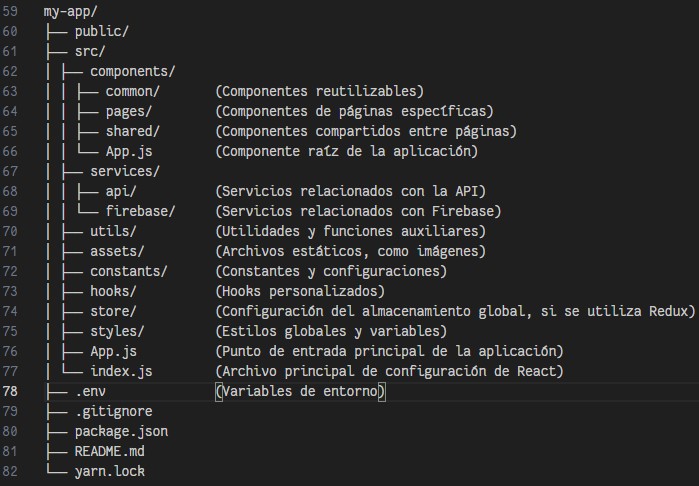 59 my-app/
60 ├── public/
61 ├── src/
62 │ ├── components/
63 │ │ ├── common/ (Componentes reutilizables)
64 │ │ ├── pages/ (Componentes de páginas específicas)
65 │ │ ├── shared/ (Componentes compartidos entre páginas)
66 │ │ └── App.js (Componente raíz de la aplicación)
67 │ ├── services/
68 │ │ ├── api/ (Servicios relacionados con la API)
69 │ │ └── firebase/ (Servicios relacionados con Firebase)
70 │ ├── utils/ (Utilidades y funciones auxiliares)
71 │ ├── assets/ (Archivos estáticos, como imágenes)
72 │ ├── constants/ (Constantes y configuraciones)
73 │ ├── hooks/ (Hooks personalizados)
74 │ ├── store/ (Configuración del almacenamiento global, si se utiliza Redux)
75 │ ├── styles/ (Estilos globales y variables)
76 │ ├── App.js (Punto de entrada principal de la aplicación)
77 │ └── index.js (Archivo principal de configuración de React)
78 ├── .env (Variables de entorno)
79 ├── .gitignore
80 ├── package.json
81 ├── README.md
82 └── yarn.lock